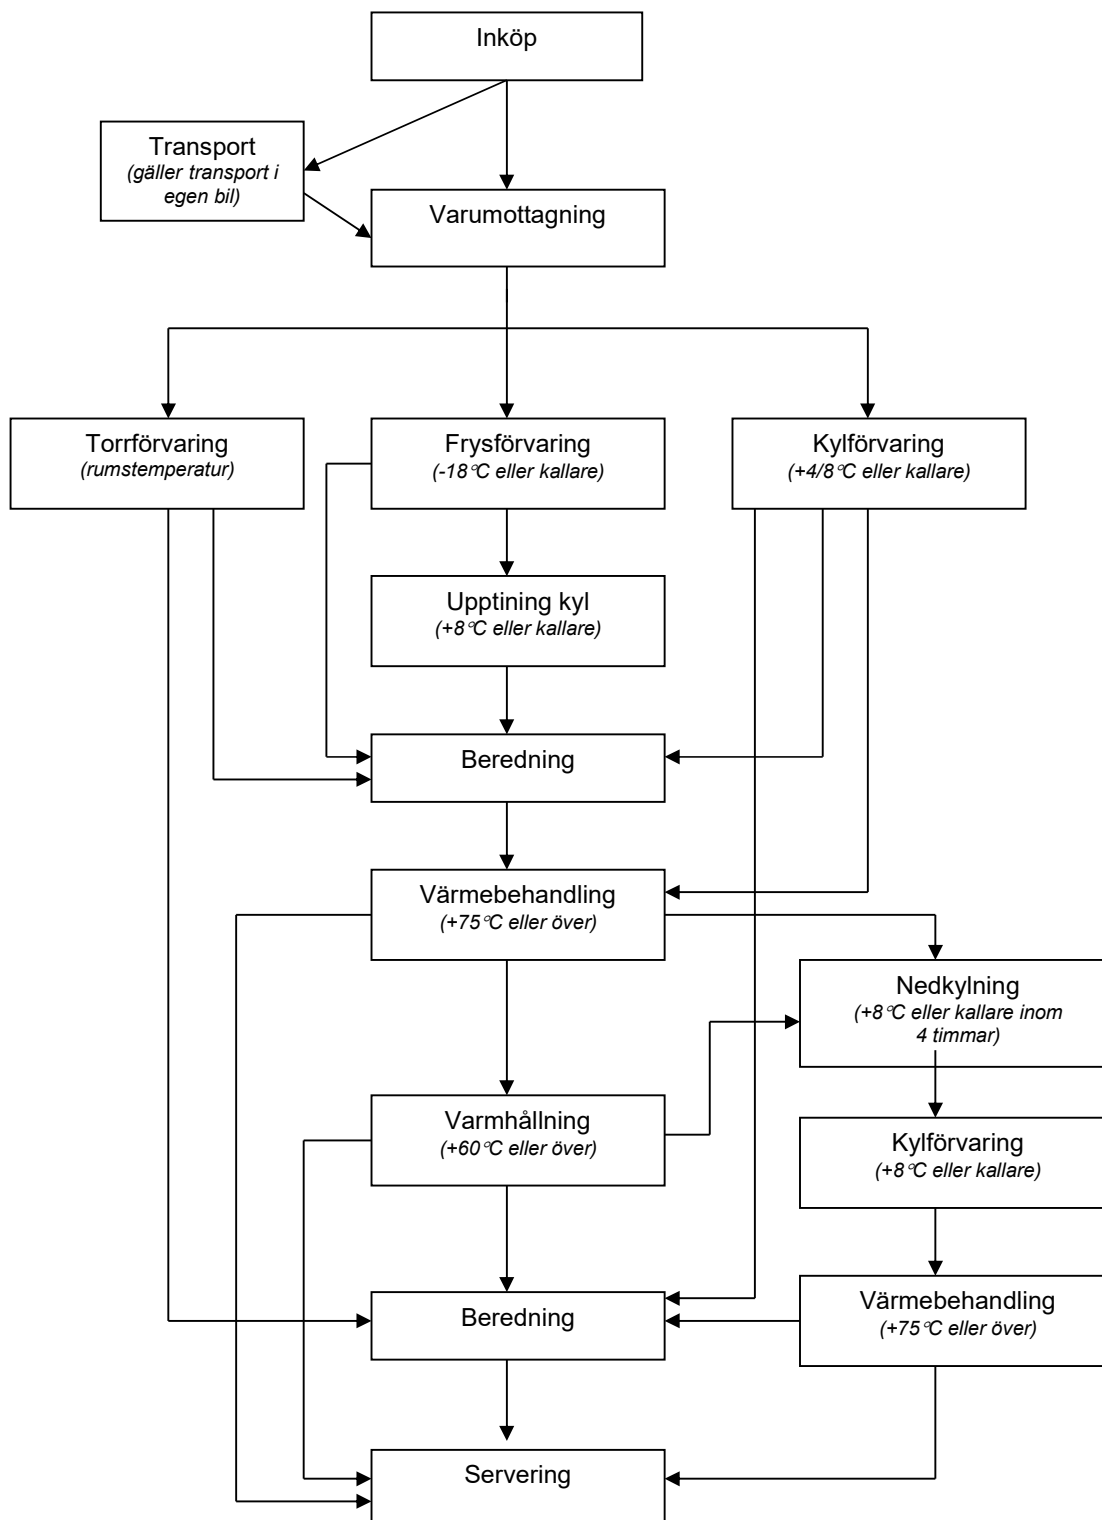 Inköp
Transport
(gäller transport i
egen bil)
Varumottagning
Torrförvaring
(rumstemperatur)
Frysförvaring
(-18°C eller kallare)
Kylförvaring
(+4/8°C eller kallare)
Upptining kyl
(+8°C eller kallare)
Beredning
Värmebehandling
(+75°C eller över)
Nedkylning
(+8°C eller kallare inom
4 timmar)
Varmhållning
(+60°C eller över)
Kylförvaring
(+8°C eller kallare)
Beredning
Värmebehandling
(+75°C eller över)
Servering